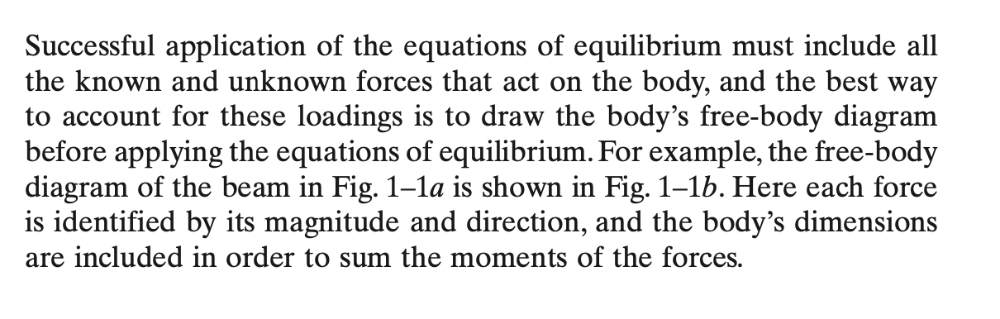 Successful application of the equations of equilibrium must include all
the known and unknown forces that act on the body, and the best way
to account for these loadings is to draw the body’s free-body diagram
before applying the equations of equilibrium. For example, the free-body
diagram of the beam in Fig. 1–1a is shown in Fig. 1–1b. Here each force
is identified by its magnitude and direction, and the body’s dimensions
are included in order to sum the moments of the forces.